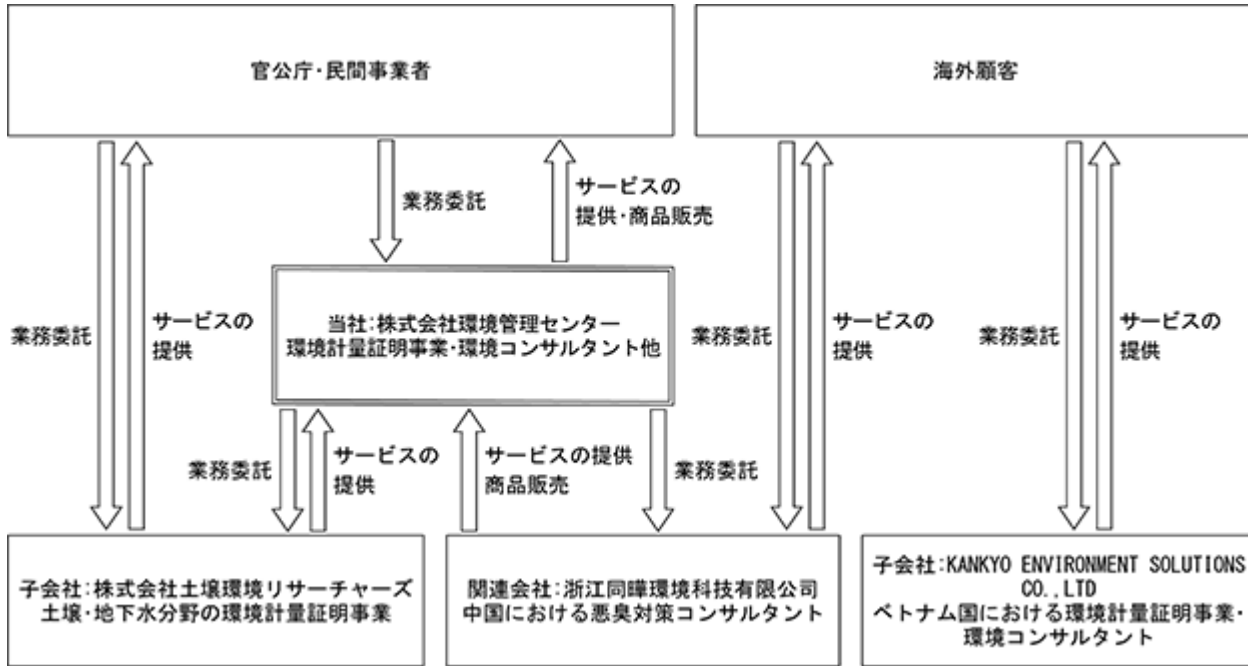 官公庁・民間事業者
海外顧客
業務委託
サービスの
提供・商品販売
業務委託
サービスの
提供
当社:株式会社環境管理センター
環境計量証明事業・環境コンサルタント他
業務委託
サービスの
提供
業務委託
サービスの
提供
業務委託
サービスの
提供
サービスの提供
商品販売
業務委託
子会社:株式会社土壌環境リサーチャーズ
土壌・地下水分野の環境計量証明事業
関連会社:浙江同曄環境科技有限公司
中国における悪臭対策コンサルタント
子会社:KANKYO ENVIRONMENT SOLUTIONS
CO.,LTD
ベトナム国における環境計量証明事業・
環境コンサルタント